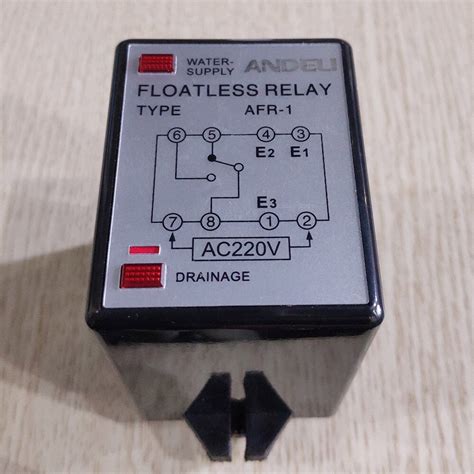 WATER-
SUPPLY
ANDELI
FLOATLESS RELAY
TYPE AFR-1
6 5 4 3
E2 E1
E3
7 8 1 2
AC220V
DRAINAGE